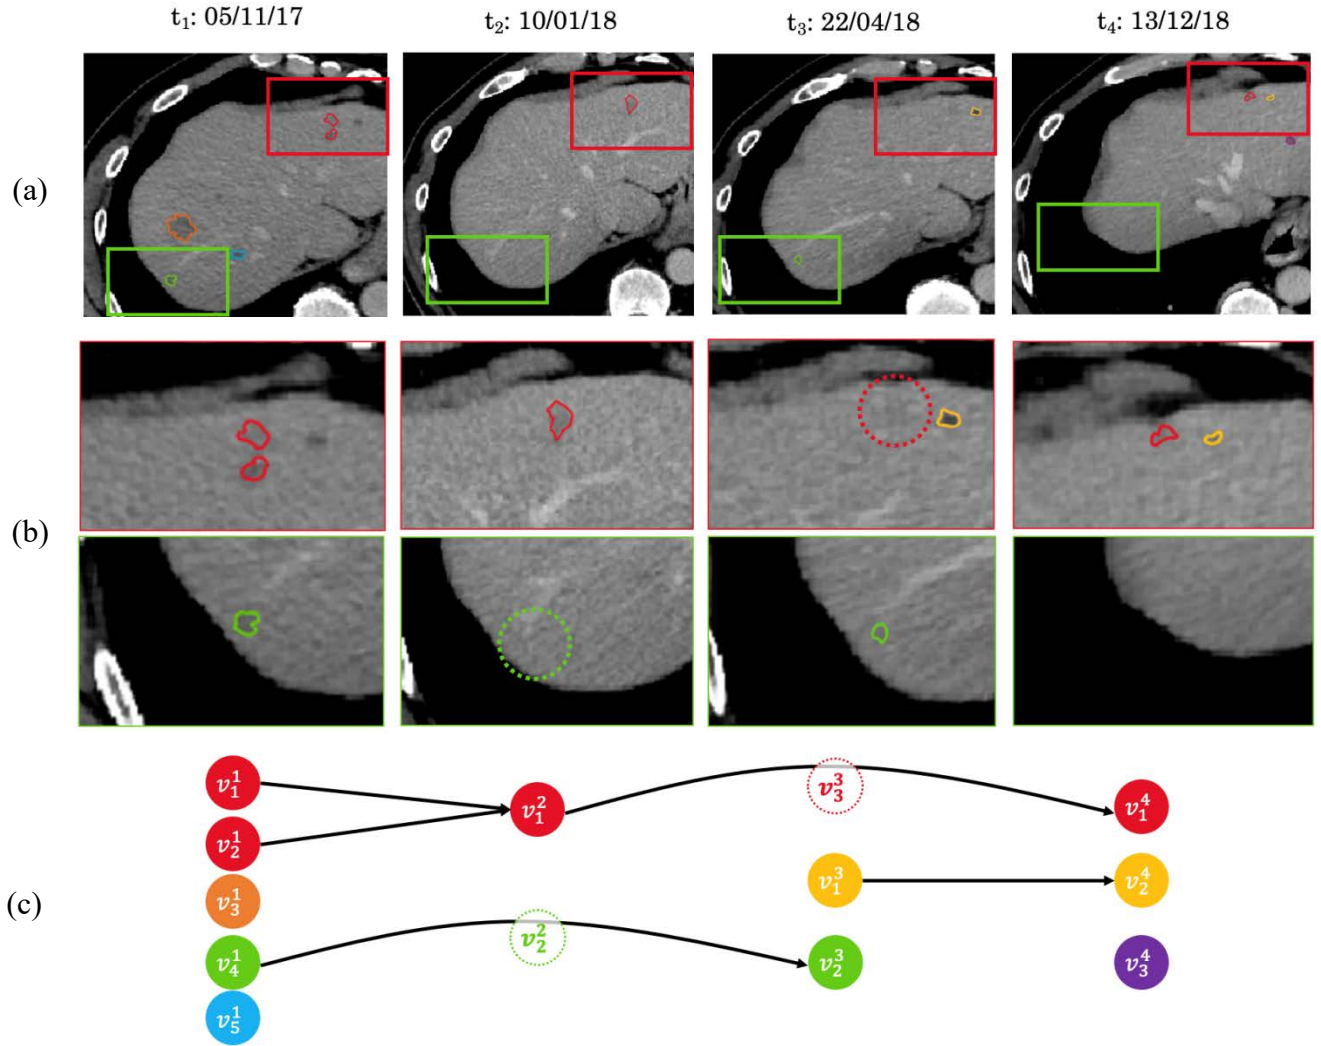 t₁: 05/11/17 t₂: 10/01/18 t₃: 22/04/18 t₄: 13/12/18
(a)
(b)
(c)
v₁¹ v₁² v₃³ v₁⁴
v₂¹
v₃¹ v₁³ v₂⁴
v₄¹ v₂² v₂³ v₃⁴
v₅¹